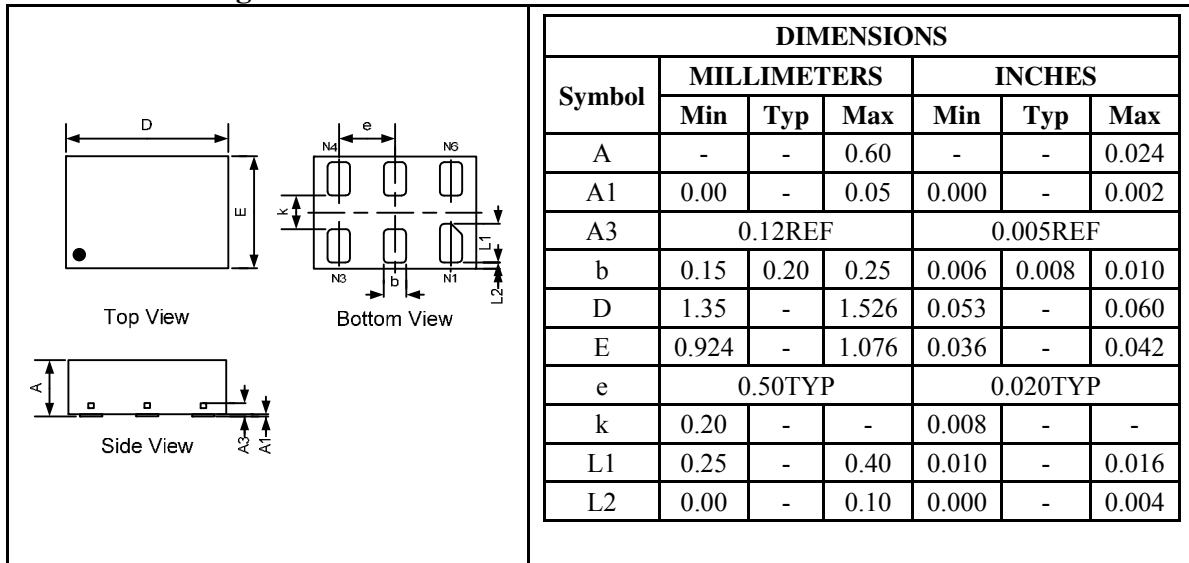 g
D
E
Top View
e
N4
N6
k
L1
L2
N3
b
N1
Bottom View
A
A3
A1
Side View
DIMENSIONS
Symbol MILLIMETERS INCHES
Min Typ Max Min Typ Max
A - - 0.60 - - 0.024
A1 0.00 - 0.05 0.000 - 0.002
A3 0.12REF 0.005REF
b 0.15 0.20 0.25 0.006 0.008 0.010
D 1.35 - 1.526 0.053 - 0.060
E 0.924 - 1.076 0.036 - 0.042
e 0.50TYP 0.020TYP
k 0.20 - - 0.008 - -
L1 0.25 - 0.40 0.010 - 0.016
L2 0.00 - 0.10 0.000 - 0.004